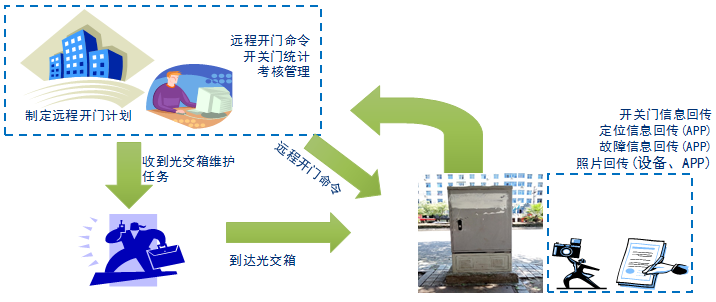 远程开门命令
开关门统计
考核管理
制定远程开门计划
收到光交箱维护
任务
远程开门命令
到达光交箱
开关门信息回传
定位信息回传(APP)
故障信息回传(APP)
照片回传(设备、APP)